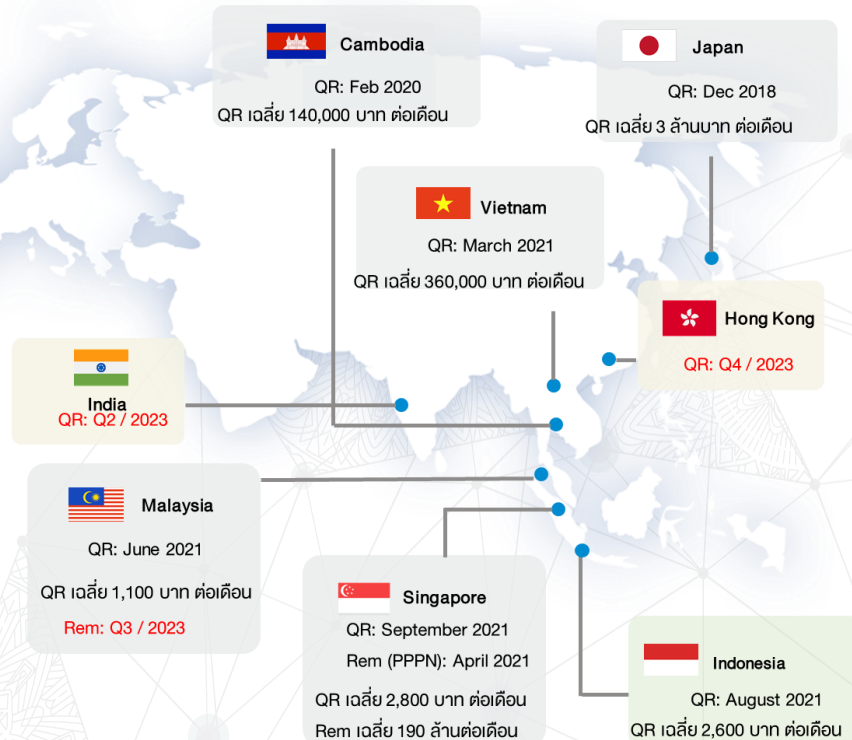 Cambodia
QR: Feb 2020
QR เฉลี่ย 140,000 บาท ต่อเดือน
Japan
QR: Dec 2018
QR เฉลี่ย 3 ล้านบาท ต่อเดือน
Vietnam
QR: March 2021
QR เฉลี่ย 360,000 บาท ต่อเดือน
Hong Kong
QR: Q4 / 2023
India
QR: Q2 / 2023
Malaysia
QR: June 2021
QR เฉลี่ย 1,100 บาท ต่อเดือน
Rem: Q3 / 2023
Singapore
QR: September 2021
Rem (PPPN): April 2021
QR เฉลี่ย 2,800 บาท ต่อเดือน
Rem เฉลี่ย 190 ล้านต่อเดือน
Indonesia
QR: August 2021
QR เฉลี่ย 2,600 บาท ต่อเดือน